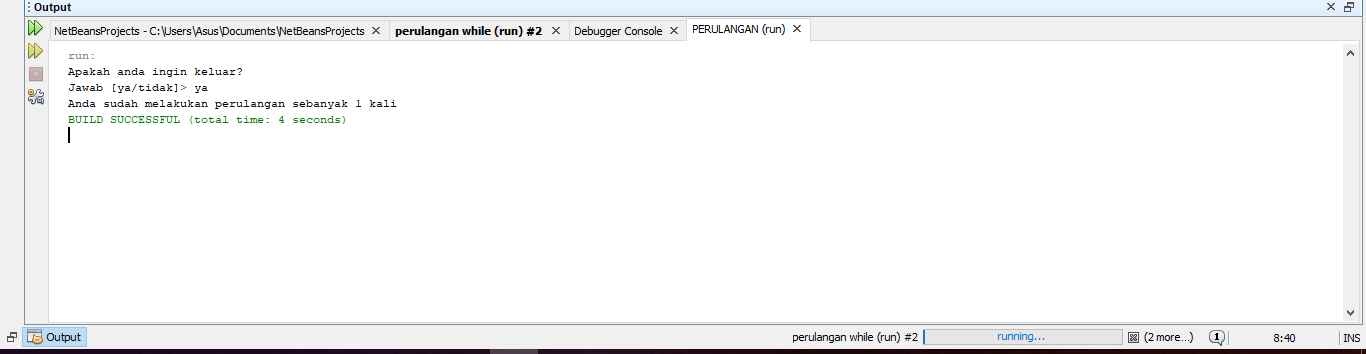 Output
NetBeansProjects - C:\Users\Asus\Documents\NetBeansProjects
perulangan while (run) #2
Debugger Console
PERULANGAN (run)
run:
Apakah anda ingin keluar?
Jawab [ya/tidak]> ya
Anda sudah melakukan perulangan sebanyak 1 kali
BUILD SUCCESSFUL (total time: 4 seconds)
Output
perulangan while (run) #2
running...
(2 more...)
1
8:40
INS